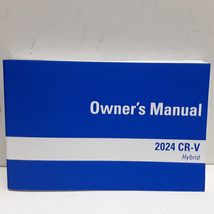 Owner's Manual
2024 CR-V
Hybrid